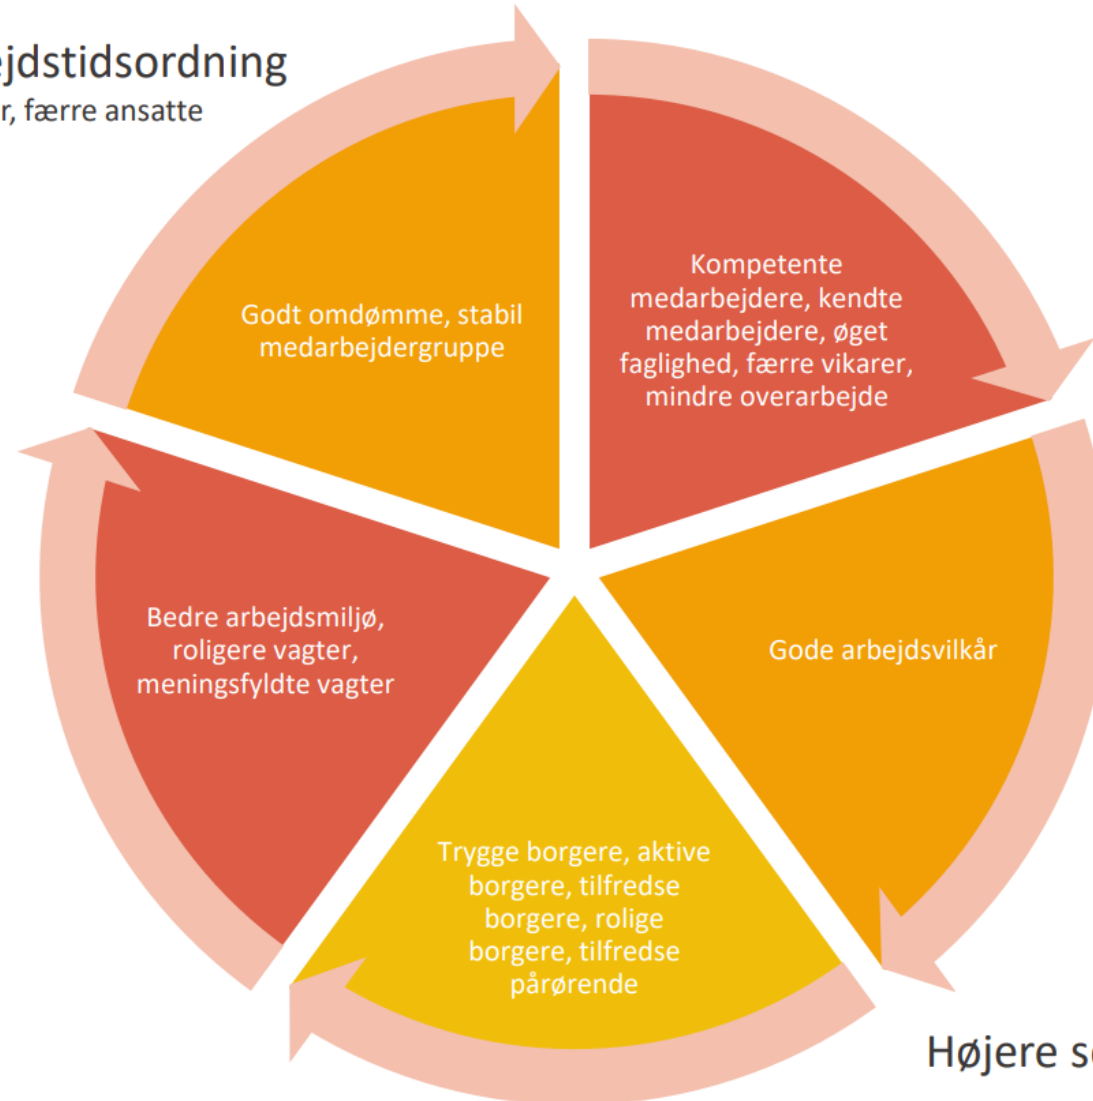 ejdstidsordning
r, færre ansatte
Kompetente
medarbejdere, kendte
medarbejdere, øget
faglighed, færre vikarer,
mindre overarbejde
Godt omdømme, stabil
medarbejdergruppe
Bedre arbejdsmiljø,
roligere vagter,
meningsfyldte vagter
Gode arbejdsvilkår
Trygge borgere, aktive
borgere, tilfredse
borgere, rolige
borgere, tilfredse
pårørende
Højere